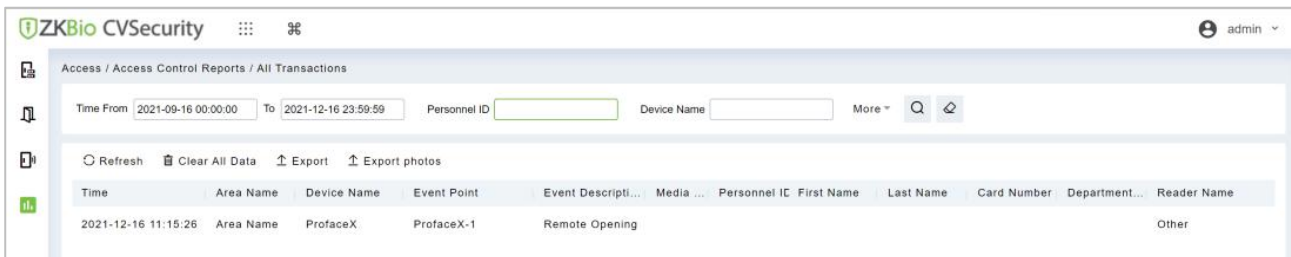 ZKBio CVSecurity admin
Access / Access Control Reports / All Transactions
Time From 2021-09-16 00:00:00 To 2021-12-16 23:59:59 Personnel ID Device Name More
Refresh Clear All Data Export Export photos
Time Area Name Device Name Event Point Event Descripti... Media ... Personnel ID First Name Last Name Card Number Department... Reader Name
2021-12-16 11:15:26 Area Name ProfaceX ProfaceX-1 Remote Opening Other